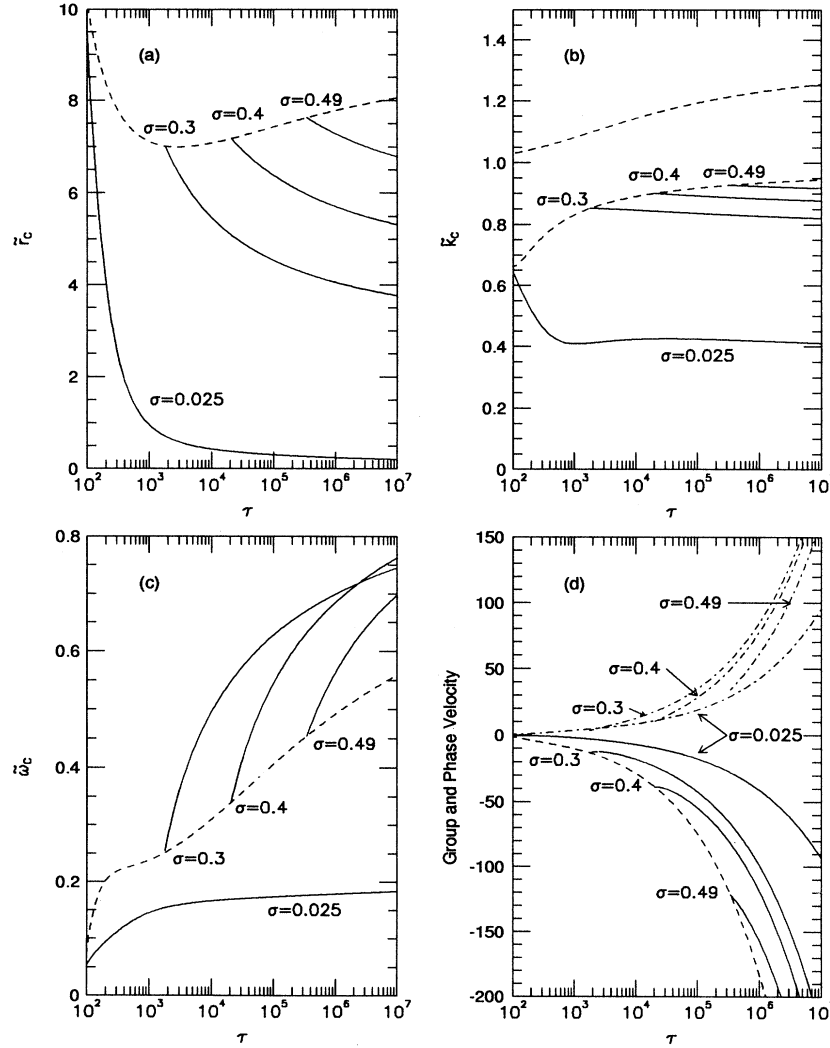 (a)
10
8
6
4
2
0
σ=0.3
σ=0.4
σ=0.49
σ=0.025
r̃c
10² 10³ 10⁴ 10⁵ 10⁶ 10⁷
τ
(b)
1.4
1.2
1.0
0.8
0.6
0.4
0.2
0.0
σ=0.49
σ=0.4
σ=0.3
σ=0.025
k̃c
10² 10³ 10⁴ 10⁵ 10⁶ 10
τ
(c)
0.8
0.6
0.4
0.2
0
σ=0.49
σ=0.4
σ=0.3
σ=0.025
ω̃c
10² 10³ 10⁴ 10⁵ 10⁶ 10⁷
τ
(d)
150
100
50
0
-50
-100
-150
-200
σ=0.49
σ=0.4
σ=0.3
σ=0.025
σ=0.3
σ=0.4
σ=0.49
Group and Phase Velocity
10² 10³ 10⁴ 10⁵ 10⁶ 10
τ